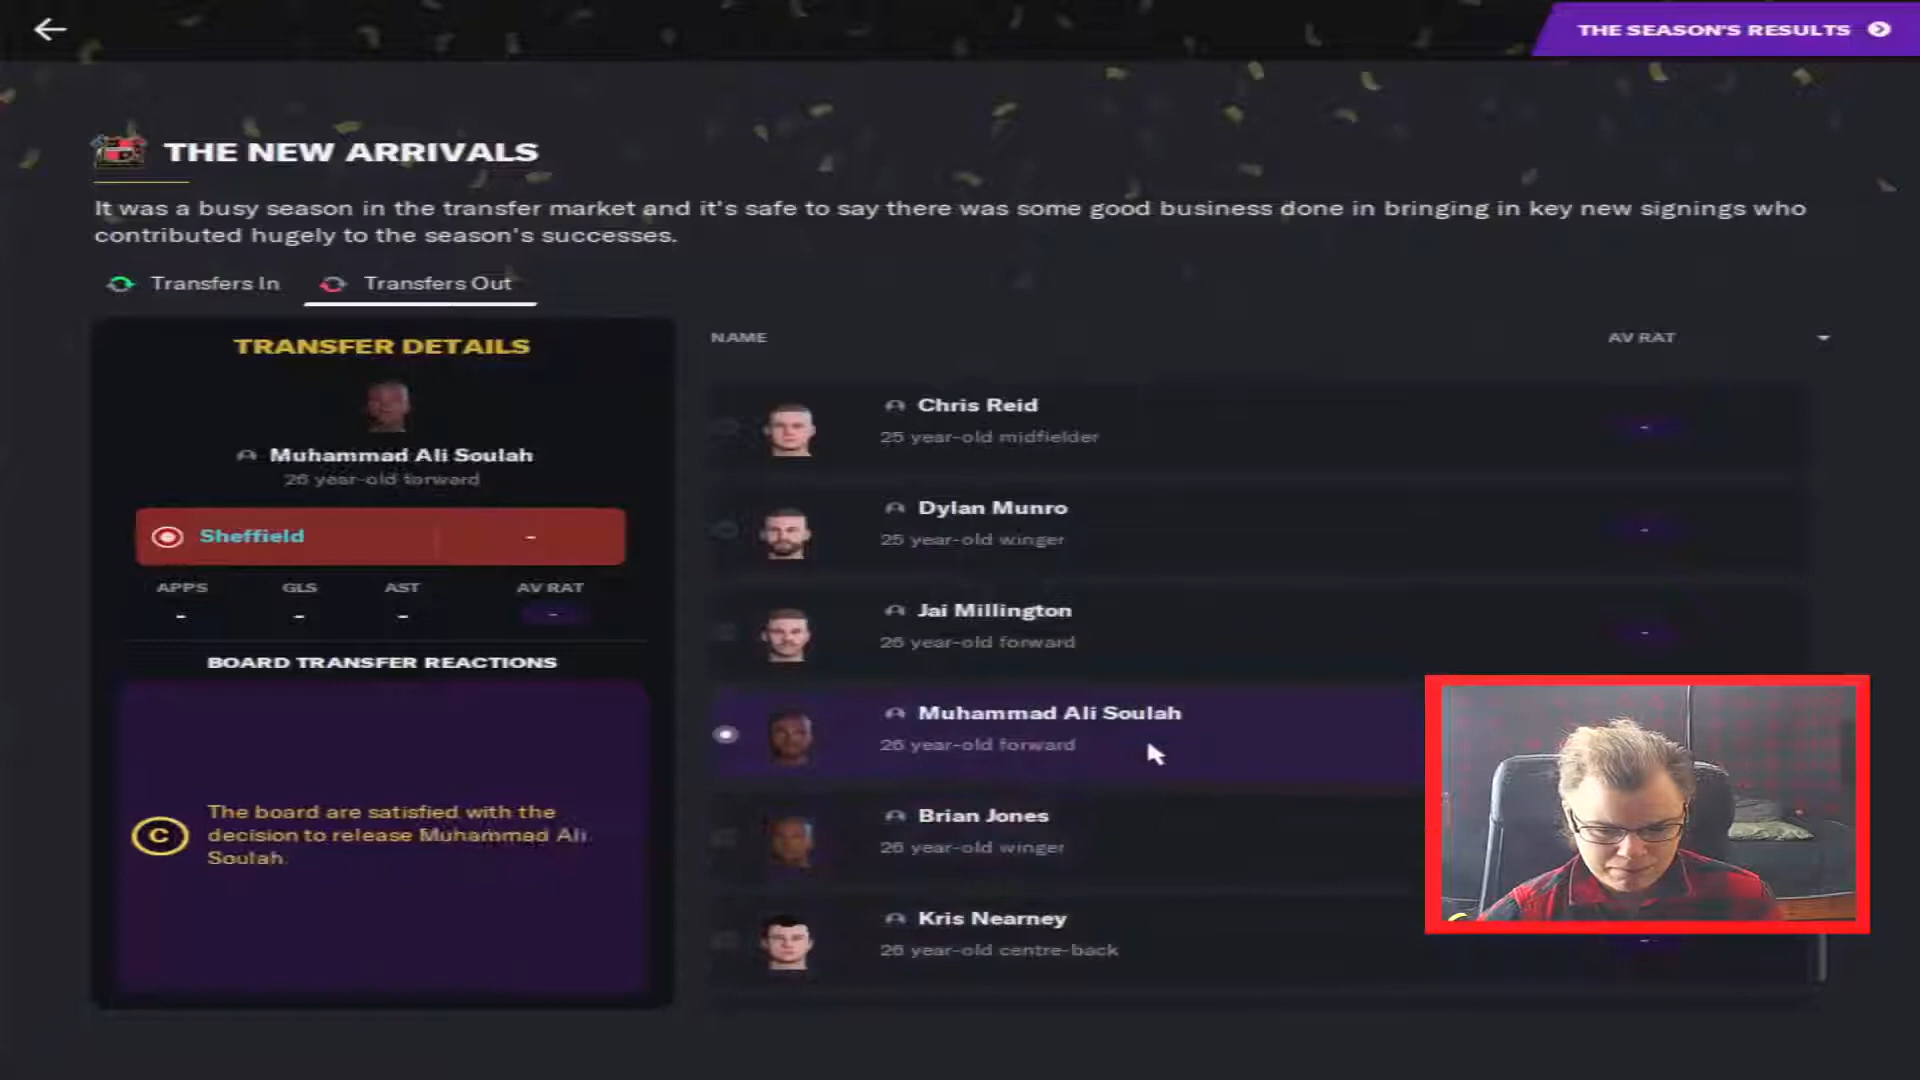 THE SEASON'S RESULTS
THE NEW ARRIVALS
It was a busy season in the transfer market and it's safe to say there was some good business done in bringing in key new signings who
contributed hugely to the season's successes.
Transfers In
Transfers Out
TRANSFER DETAILS
Muhammad Ali Soulah
26 year-old forward
Sheffield -
APPS GLS AST AV RAT
- - - -
BOARD TRANSFER REACTIONS
C
The board are satisfied with the
decision to release Muhammad Ali
Soulah.
NAME AV RAT
Chris Reid
25 year-old midfielder
-
Dylan Munro
25 year-old winger
-
Jai Millington
26 year-old forward
-
Muhammad Ali Soulah
26 year-old forward
Brian Jones
26 year-old winger
Kris Nearney
26 year-old centre-back
-